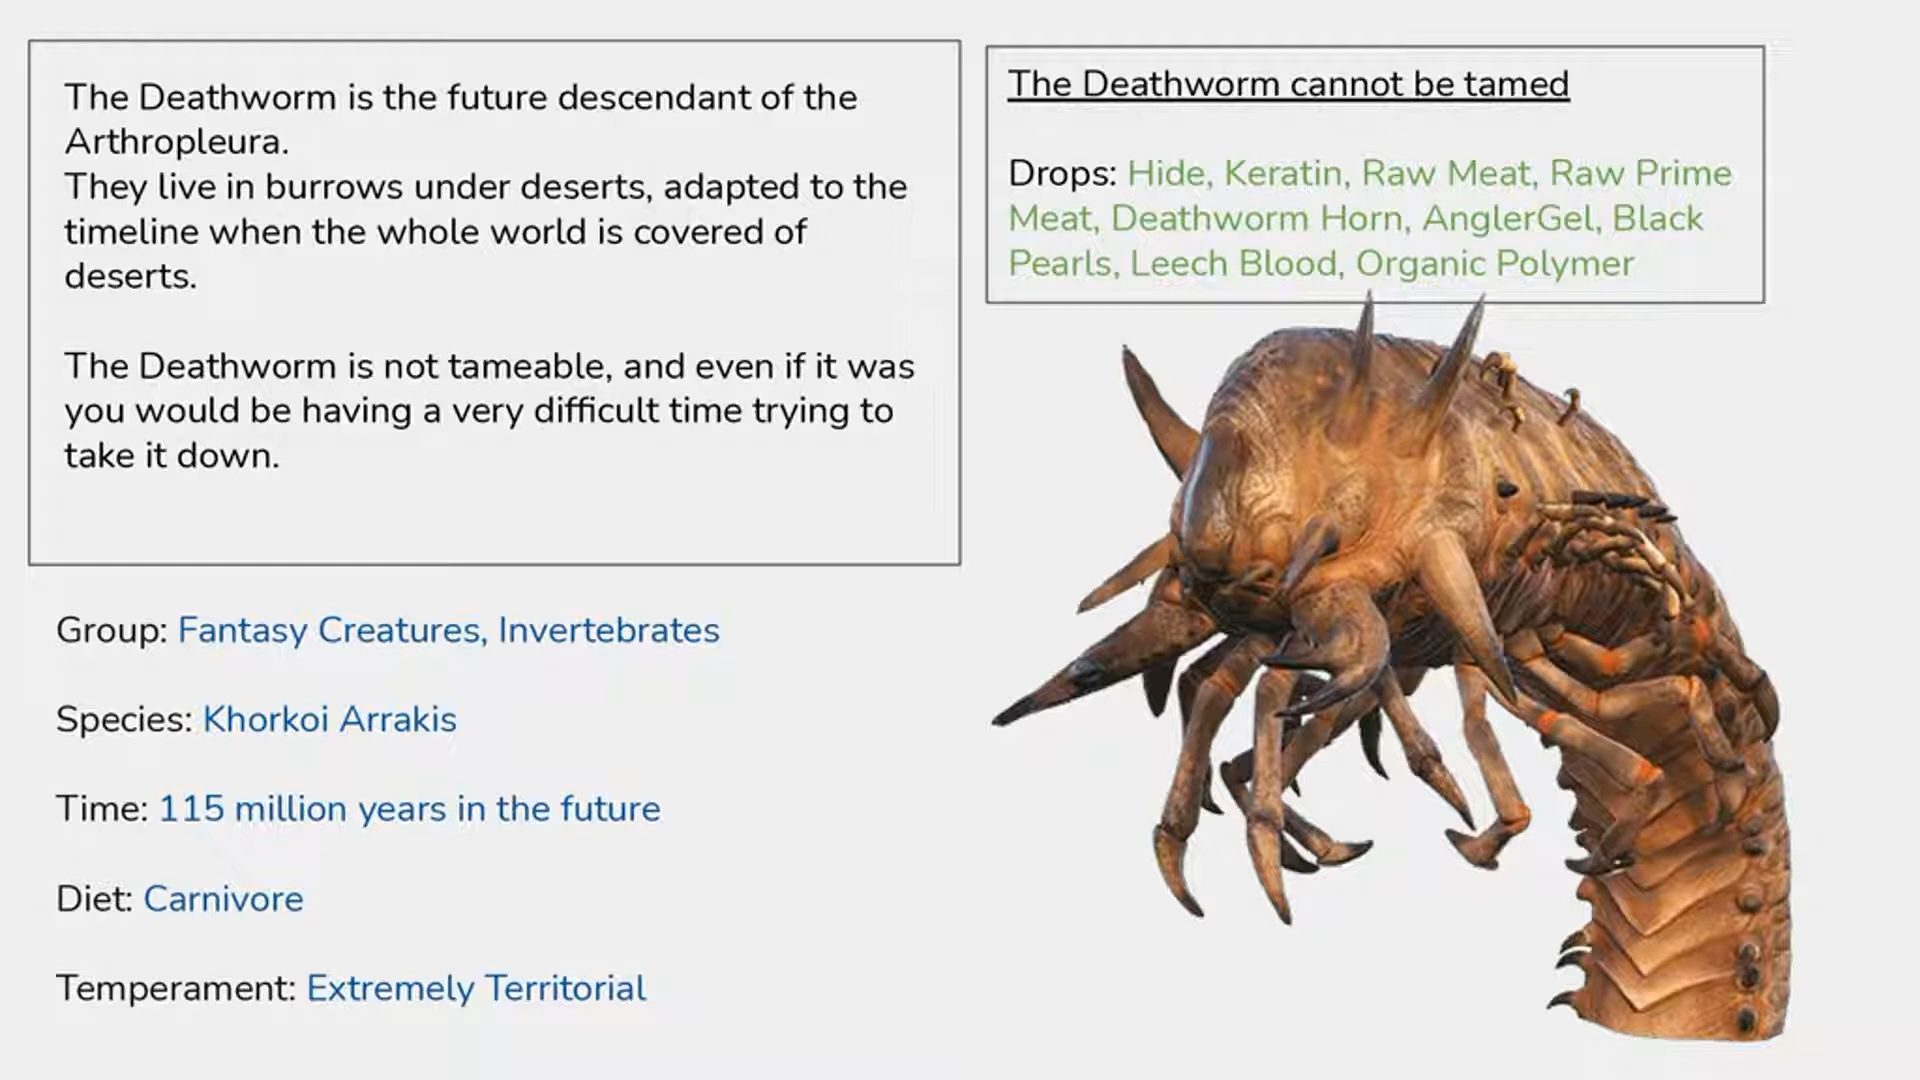 The Deathworm is the future descendant of the
Arthropleura.
They live in burrows under deserts, adapted to the
timeline when the whole world is covered of
deserts.
The Deathworm is not tameable, and even if it was
you would be having a very difficult time trying to
take it down.
The Deathworm cannot be tamed
Drops: Hide, Keratin, Raw Meat, Raw Prime
Meat, Deathworm Horn, AnglerGel, Black
Pearls, Leech Blood, Organic Polymer
Group: Fantasy Creatures, Invertebrates
Species: Khorkoi Arrakis
Time: 115 million years in the future
Diet: Carnivore
Temperament: Extremely Territorial